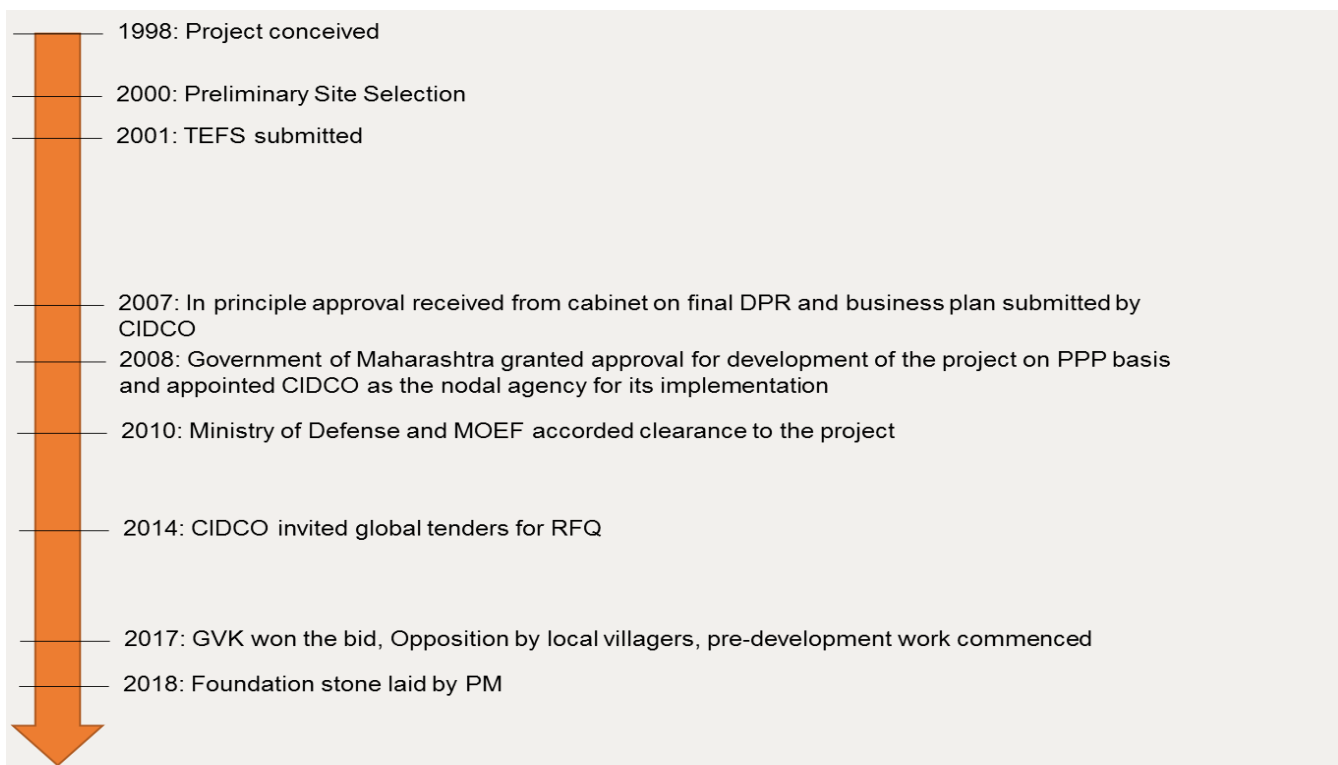 1998: Project conceived
2000: Preliminary Site Selection
2001: TEFS submitted
2007: In principle approval received from cabinet on final DPR and business plan submitted by
CIDCO
2008: Government of Maharashtra granted approval for development of the project on PPP basis
and appointed CIDCO as the nodal agency for its implementation
2010: Ministry of Defense and MOEF accorded clearance to the project
2014: CIDCO invited global tenders for RFQ
2017: GVK won the bid, Opposition by local villagers, pre-development work commenced
2018: Foundation stone laid by PM